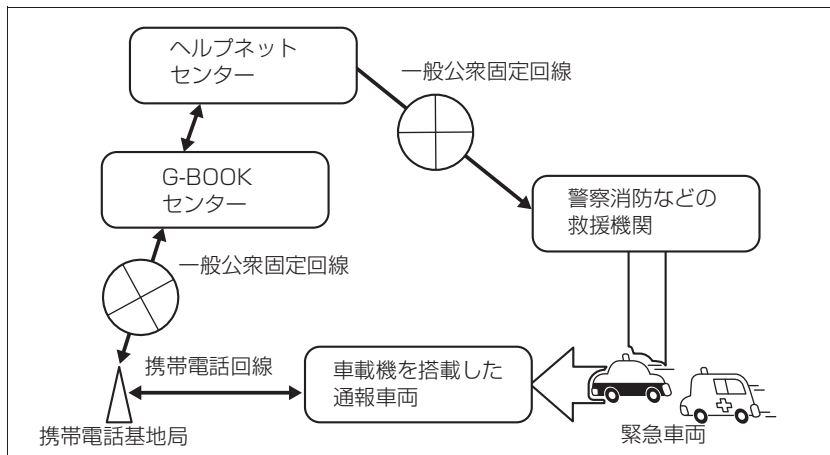 ヘルプネット
センター
一般公衆固定回線
G-BOOK
センター
警察消防などの
救援機関
一般公衆固定回線
携帯電話回線
車載機を搭載した
通報車両
携帯電話基地局
緊急車両